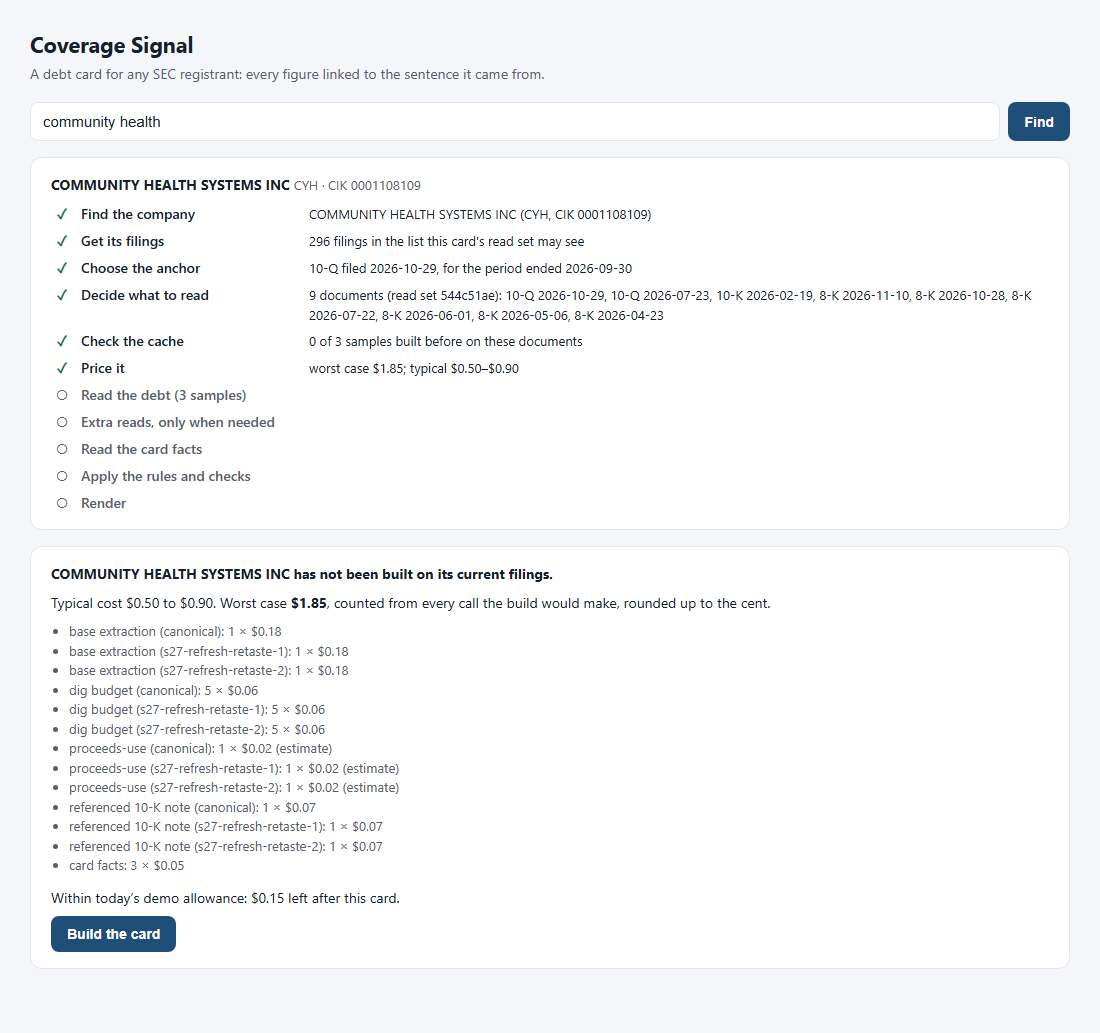 Coverage Signal
A debt card for any SEC registrant: every figure linked to the sentence it came from.
community health
Find
COMMUNITY HEALTH SYSTEMS INC CYH · CIK 0001108109
✓ Find the company COMMUNITY HEALTH SYSTEMS INC (CYH, CIK 0001108109)
✓ Get its filings 296 filings in the list this card's read set may see
✓ Choose the anchor 10-Q filed 2026-10-29, for the period ended 2026-09-30
✓ Decide what to read 9 documents (read set 544c51ae): 10-Q 2026-10-29, 10-Q 2026-07-23, 10-K 2026-02-19, 8-K 2026-11-10, 8-K 2026-10-28, 8-K
2026-07-22, 8-K 2026-06-01, 8-K 2026-05-06, 8-K 2026-04-23
✓ Check the cache 0 of 3 samples built before on these documents
✓ Price it worst case $1.85; typical $0.50–$0.90
○ Read the debt (3 samples)
○ Extra reads, only when needed
○ Read the card facts
○ Apply the rules and checks
○ Render
COMMUNITY HEALTH SYSTEMS INC has not been built on its current filings.
Typical cost $0.50 to $0.90. Worst case $1.85, counted from every call the build would make, rounded up to the cent.
• base extraction (canonical): 1 × $0.18
• base extraction (s27-refresh-retaste-1): 1 × $0.18
• base extraction (s27-refresh-retaste-2): 1 × $0.18
• dig budget (canonical): 5 × $0.06
• dig budget (s27-refresh-retaste-1): 5 × $0.06
• dig budget (s27-refresh-retaste-2): 5 × $0.06
• proceeds-use (canonical): 1 × $0.02 (estimate)
• proceeds-use (s27-refresh-retaste-1): 1 × $0.02 (estimate)
• proceeds-use (s27-refresh-retaste-2): 1 × $0.02 (estimate)
• referenced 10-K note (canonical): 1 × $0.07
• referenced 10-K note (s27-refresh-retaste-1): 1 × $0.07
• referenced 10-K note (s27-refresh-retaste-2): 1 × $0.07
• card facts: 3 × $0.05
Within today’s demo allowance: $0.15 left after this card.
Build the card